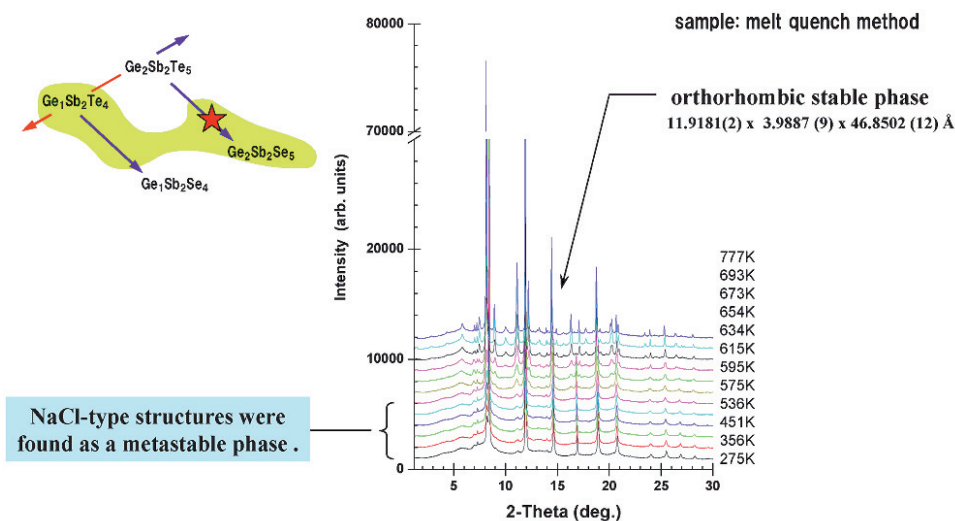 sample: melt quench method
Ge2Sb2Te5
Ge1Sb2Te4
Ge2Sb2Se5
Ge1Sb2Se4
orthorhombic stable phase
11.9181(2) x 3.9887 (9) x 46.8502 (12) Å
NaCl-type structures were
found as a metastable phase .
Intensity (arb. units)
80000
70000
20000
10000
0
777K
693K
673K
654K
634K
615K
595K
575K
536K
451K
356K
275K
5 10 15 20 25 30
2-Theta (deg.)